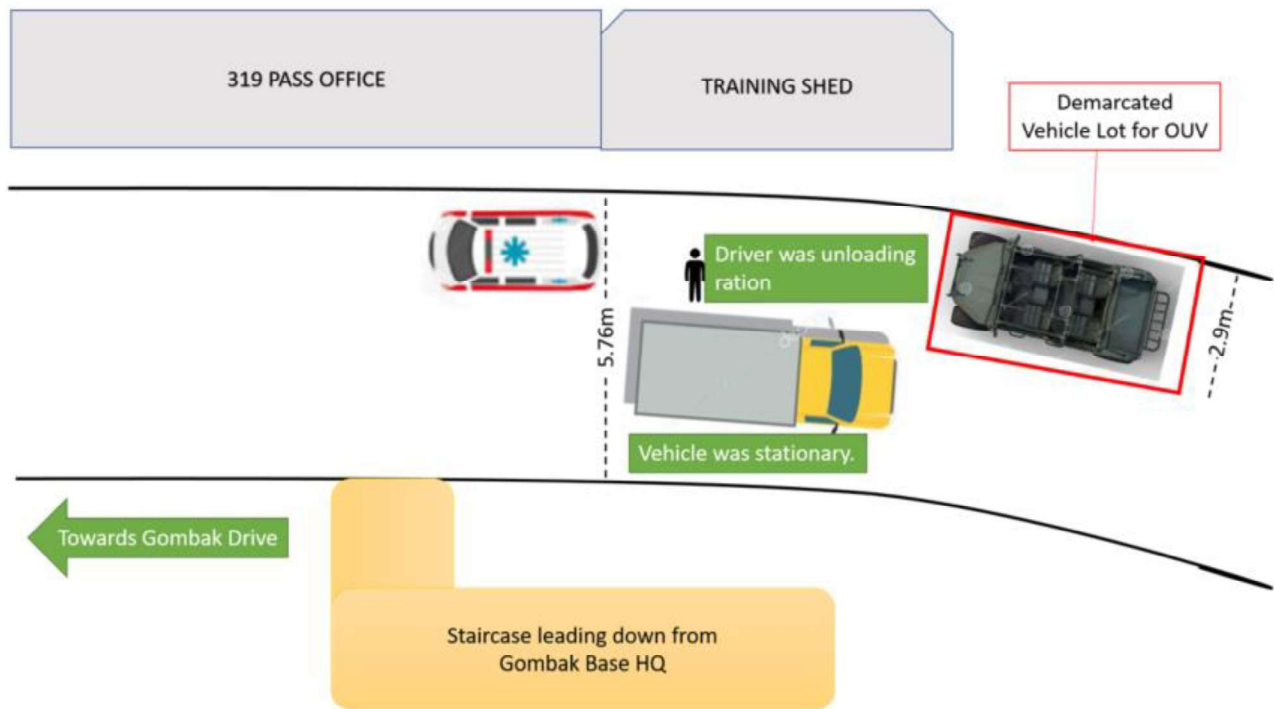 319 PASS OFFICE
TRAINING SHED
Demarcated
Vehicle Lot for OUV
Driver was unloading
ration
5.76m
2.9m
Vehicle was stationary.
Towards Gombak Drive
Staircase leading down from
Gombak Base HQ